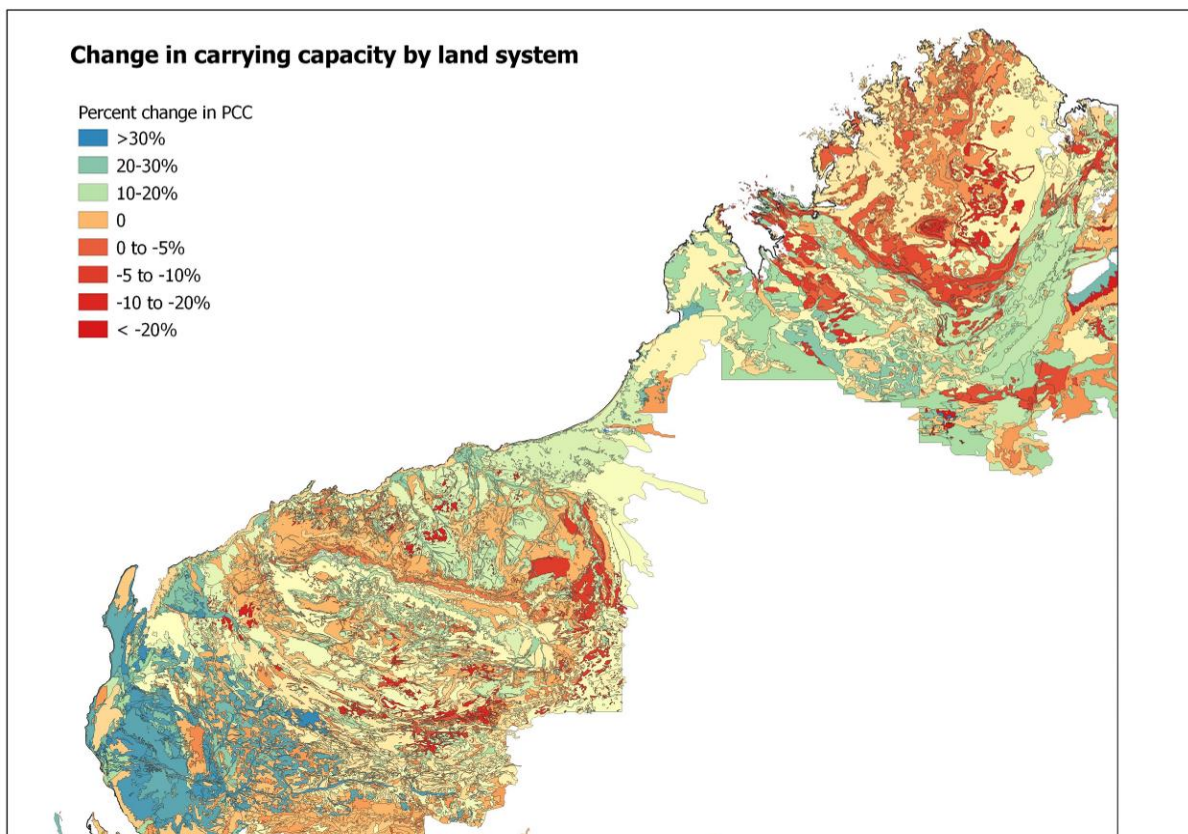 Change in carrying capacity by land system
Percent change in PCC
>30%
20-30%
10-20%
0
0 to -5%
-5 to -10%
-10 to -20%
< -20%